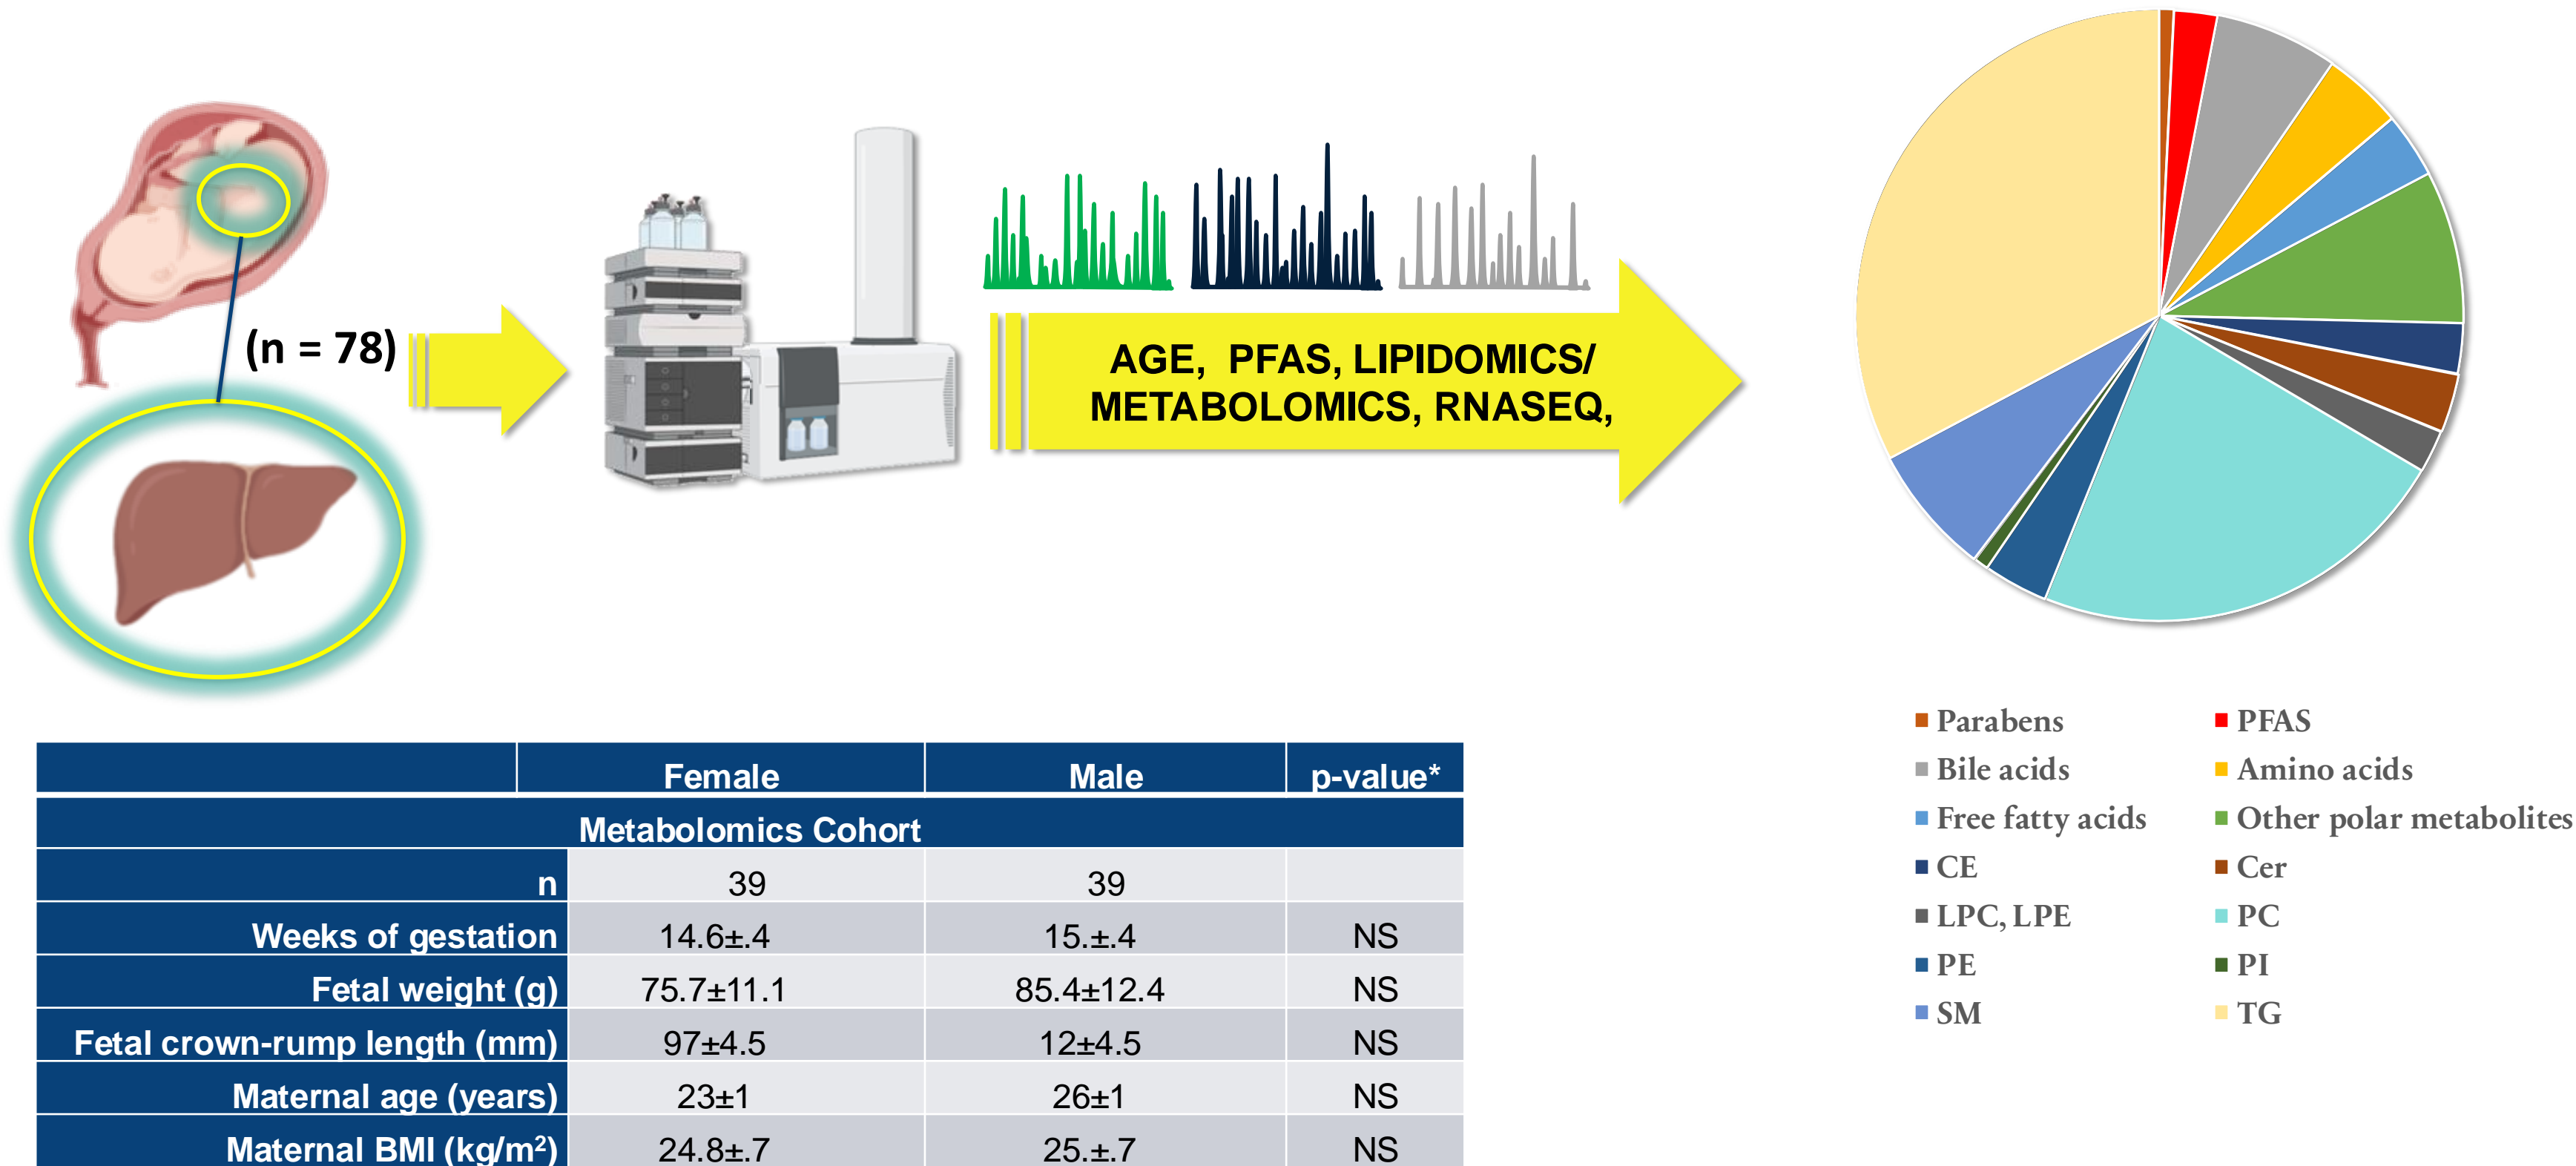 (n = 78)
AGE, PFAS, LIPIDOMICS/
METABOLOMICS, RNASEQ,
Female Male p-value*
Metabolomics Cohort
n 39 39
Weeks of gestation 14.6±.4 15.±.4 NS
Fetal weight (g) 75.7±11.1 85.4±12.4 NS
Fetal crown-rump length (mm) 97±4.5 12±4.5 NS
Maternal age (years) 23±1 26±1 NS
Maternal BMI (kg/m²) 24.8±.7 25.±.7 NS
Parabens PFAS
Bile acids Amino acids
Free fatty acids Other polar metabolites
CE Cer
LPC, LPE PC
PE PI
SM TG